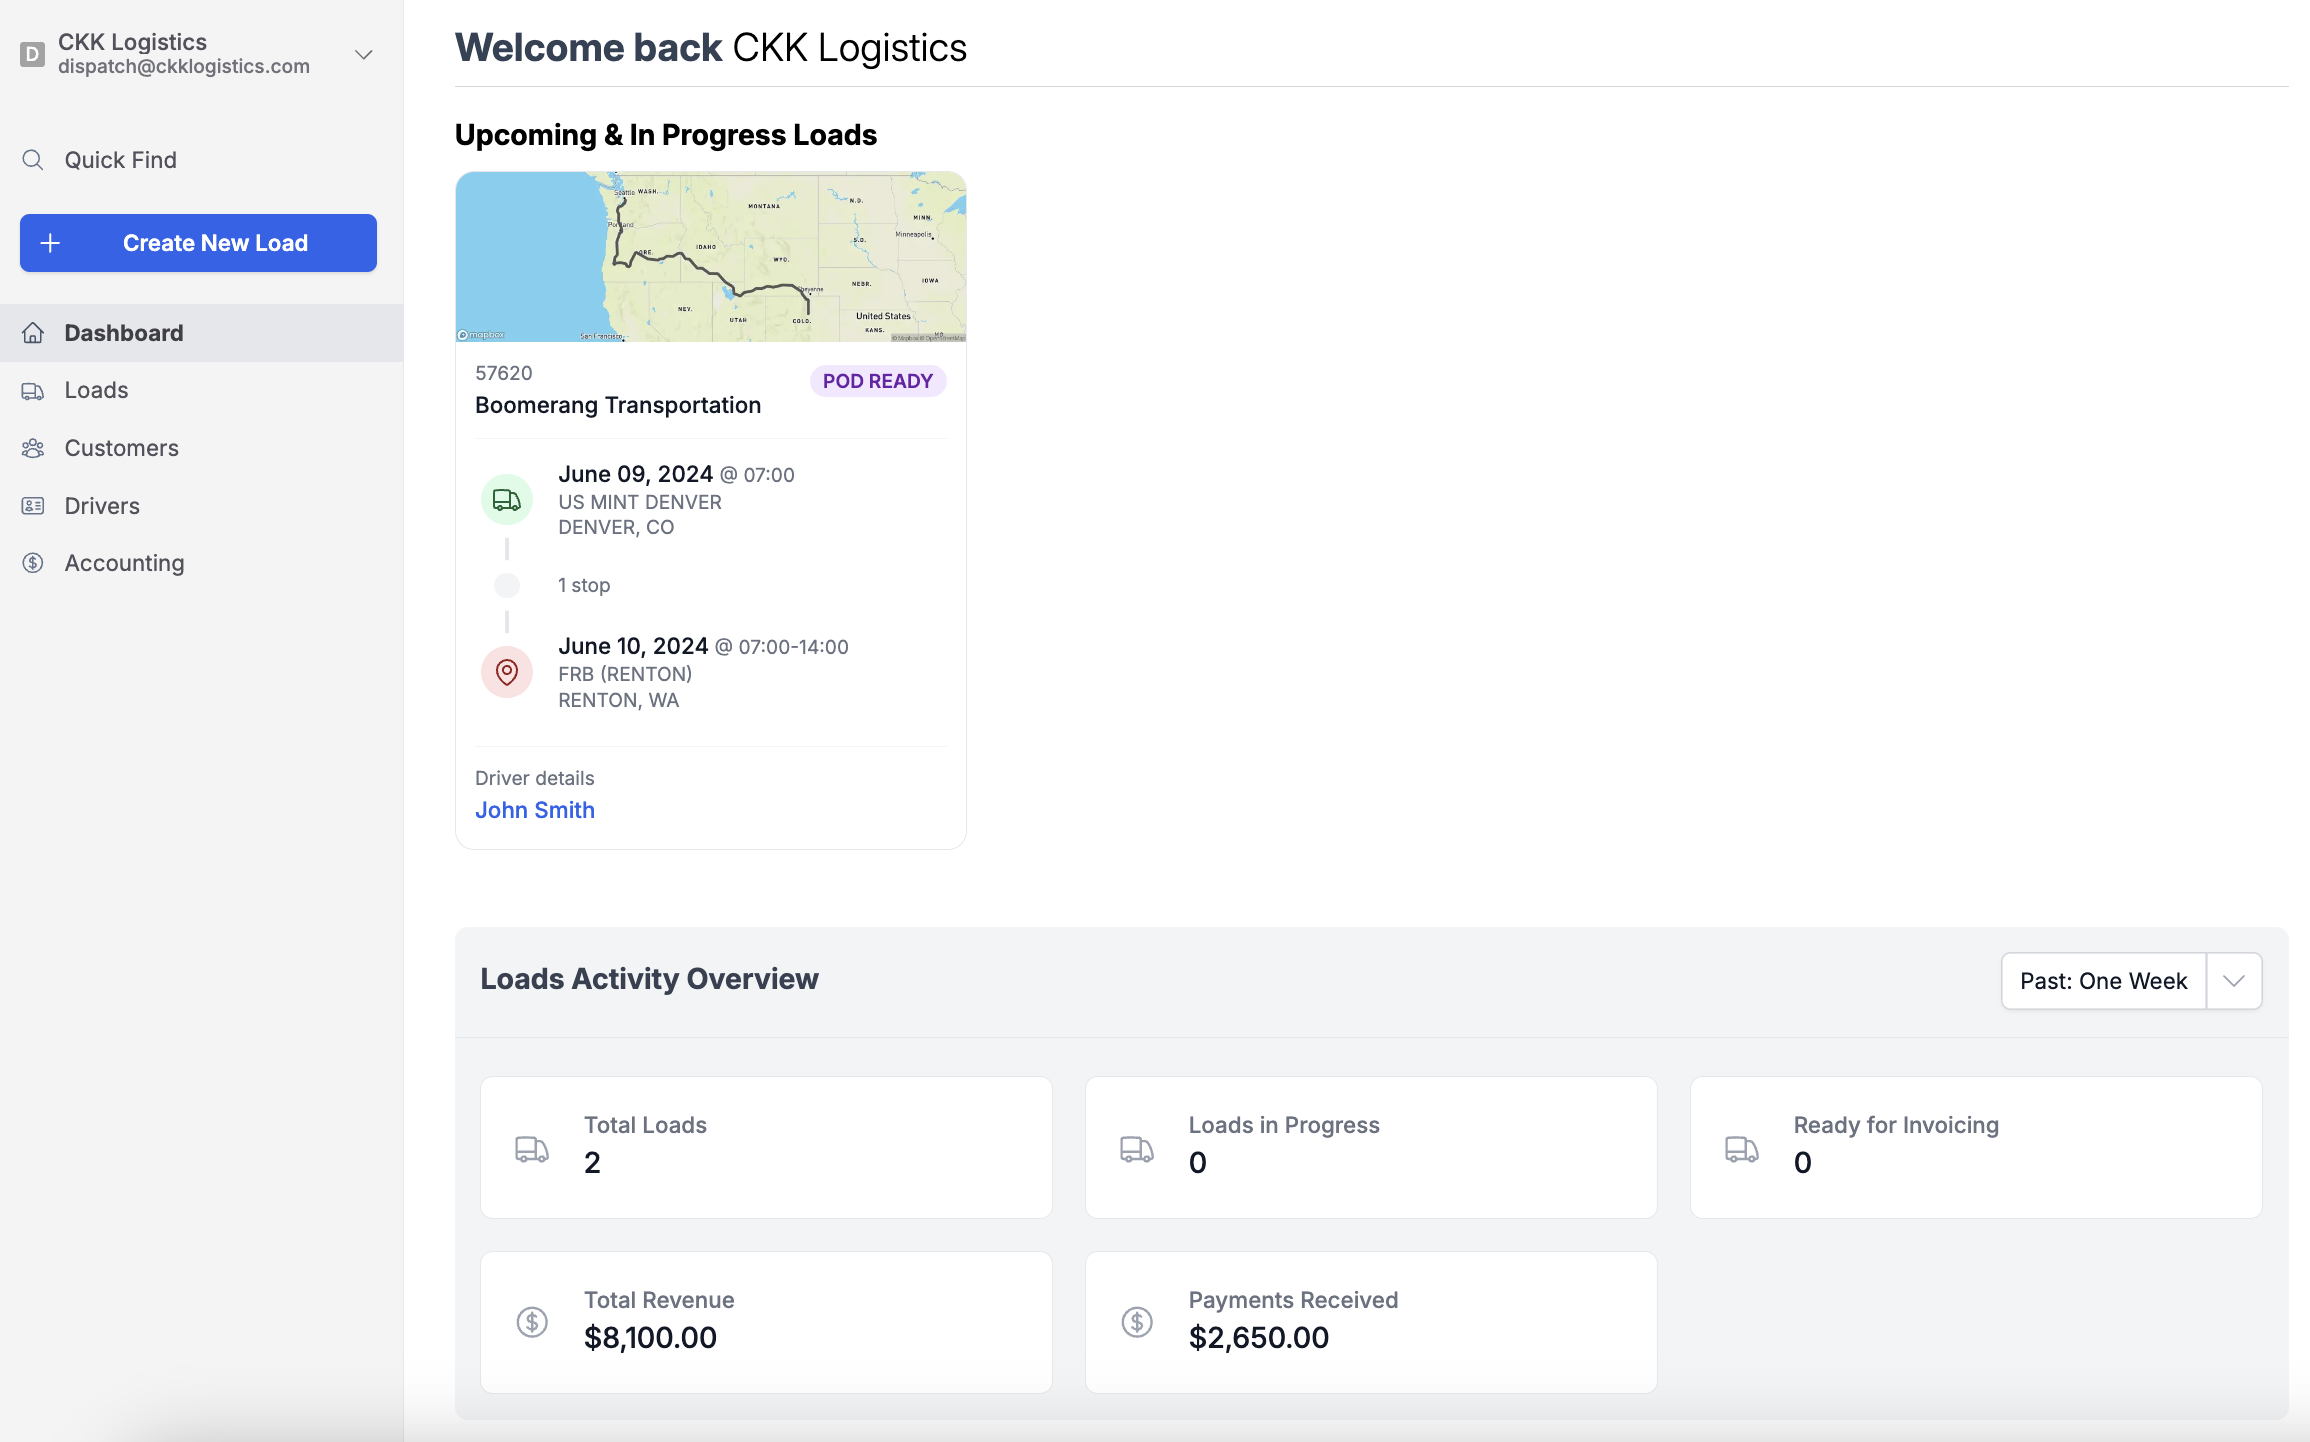 D
CKK Logistics
dispatch@ckklogistics.com
Quick Find
Create New Load
Dashboard
Loads
Customers
Drivers
Accounting
Welcome back CKK Logistics
Upcoming & In Progress Loads
Seattle WASH.
MONTANA
N.D.
MINN.
Portland
Minneapolis
S.D.
ORE.
IDAHO
WYO.
NEBR.
IOWA
Cheyenne
NEV.
UTAH
COLO.
United States
KANS.
MO.
San Francisco
mapbox
© Mapbox © OpenStreetMap
57620
POD READY
Boomerang Transportation
June 09, 2024 @ 07:00
US MINT DENVER
DENVER, CO
1 stop
June 10, 2024 @ 07:00-14:00
FRB (RENTON)
RENTON, WA
Driver details
John Smith
Loads Activity Overview
Past: One Week
Total Loads
2
Loads in Progress
0
Ready for Invoicing
0
Total Revenue
$8,100.00
Payments Received
$2,650.00